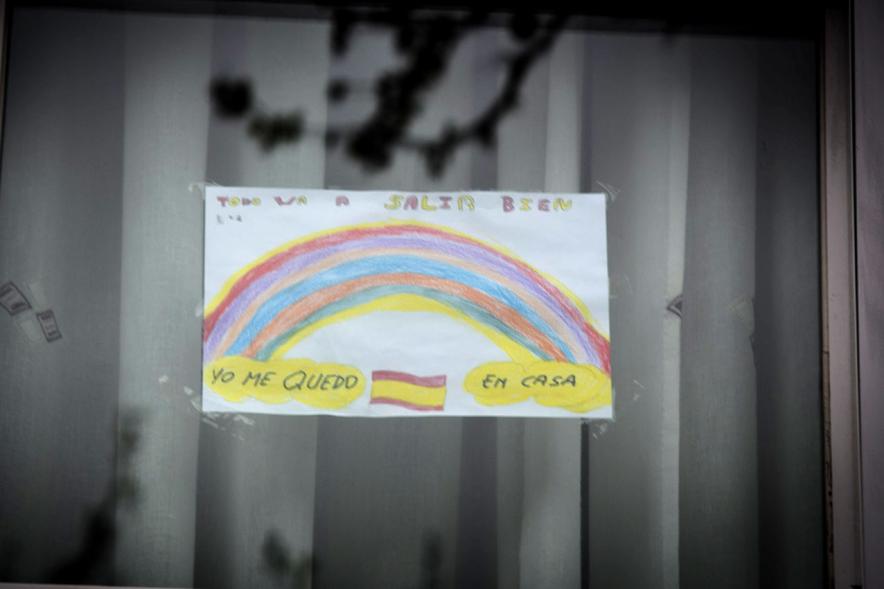 TODO VA A SALIR BIEN
YO ME QUEDO
EN CASA